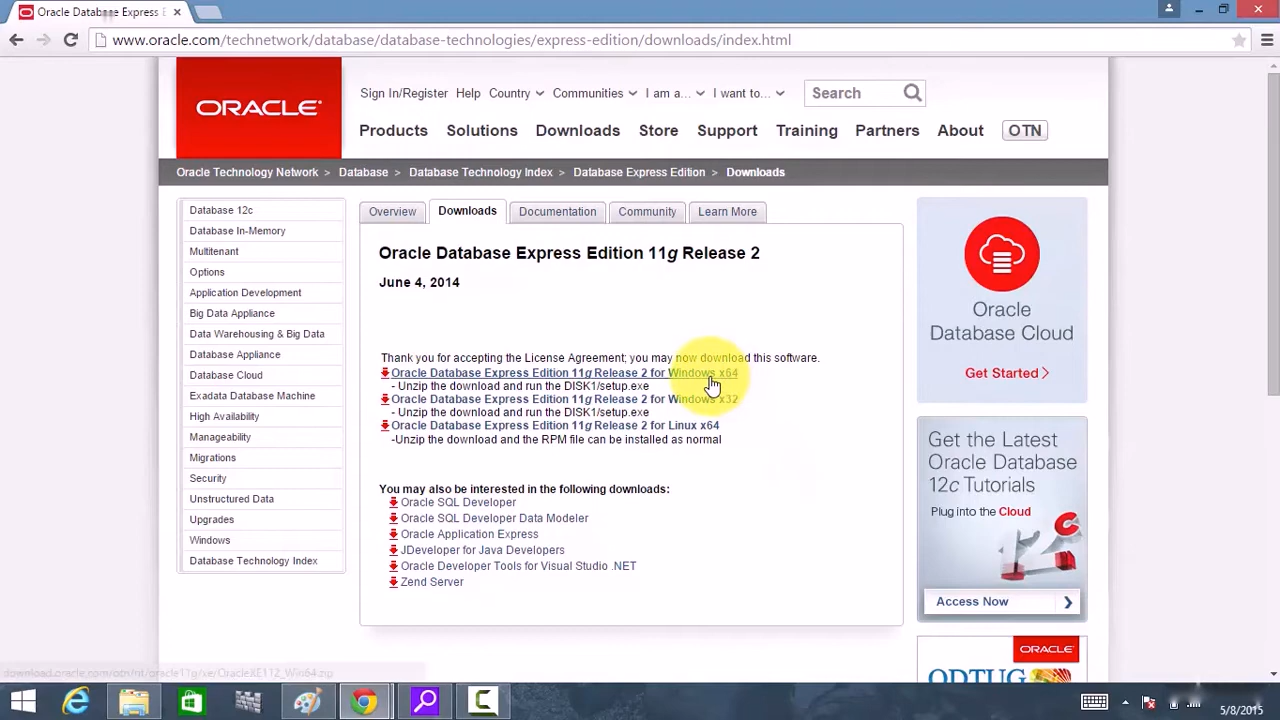 Oracle Database Express E
www.oracle.com/technetwork/database/database-technologies/express-edition/downloads/index.html
ORACLE
Sign In/Register Help Country Communities I am a... I want to... Search
Products Solutions Downloads Store Support Training Partners About OTN
Oracle Technology Network > Database > Database Technology Index > Database Express Edition > Downloads
Database 12c
Database In-Memory
Multitenant
Options
Application Development
Big Data Appliance
Data Warehousing & Big Data
Database Appliance
Database Cloud
Exadata Database Machine
High Availability
Manageability
Migrations
Security
Unstructured Data
Upgrades
Windows
Database Technology Index
Overview Downloads Documentation Community Learn More
Oracle Database Express Edition 11g Release 2
June 4, 2014
Thank you for accepting the License Agreement; you may now download this software.
Oracle Database Express Edition 11g Release 2 for Windows x64
- Unzip the download and run the DISK1/setup.exe
Oracle Database Express Edition 11g Release 2 for Windows x32
- Unzip the download and run the DISK1/setup.exe
Oracle Database Express Edition 11g Release 2 for Linux x64
-Unzip the download and the RPM file can be installed as normal
You may also be interested in the following downloads:
Oracle SQL Developer
Oracle SQL Developer Data Modeler
Oracle Application Express
JDeveloper for Java Developers
Oracle Developer Tools for Visual Studio .NET
Zend Server
Oracle
Database Cloud
Get Started
Get the Latest
Oracle Database
12c Tutorials
Plug into the Cloud
Access Now
ORACLE
ODTUG
download.oracle.com/otn/nt/oracle11g/xe/OracleXE112_Win64.zip
5/8/2015